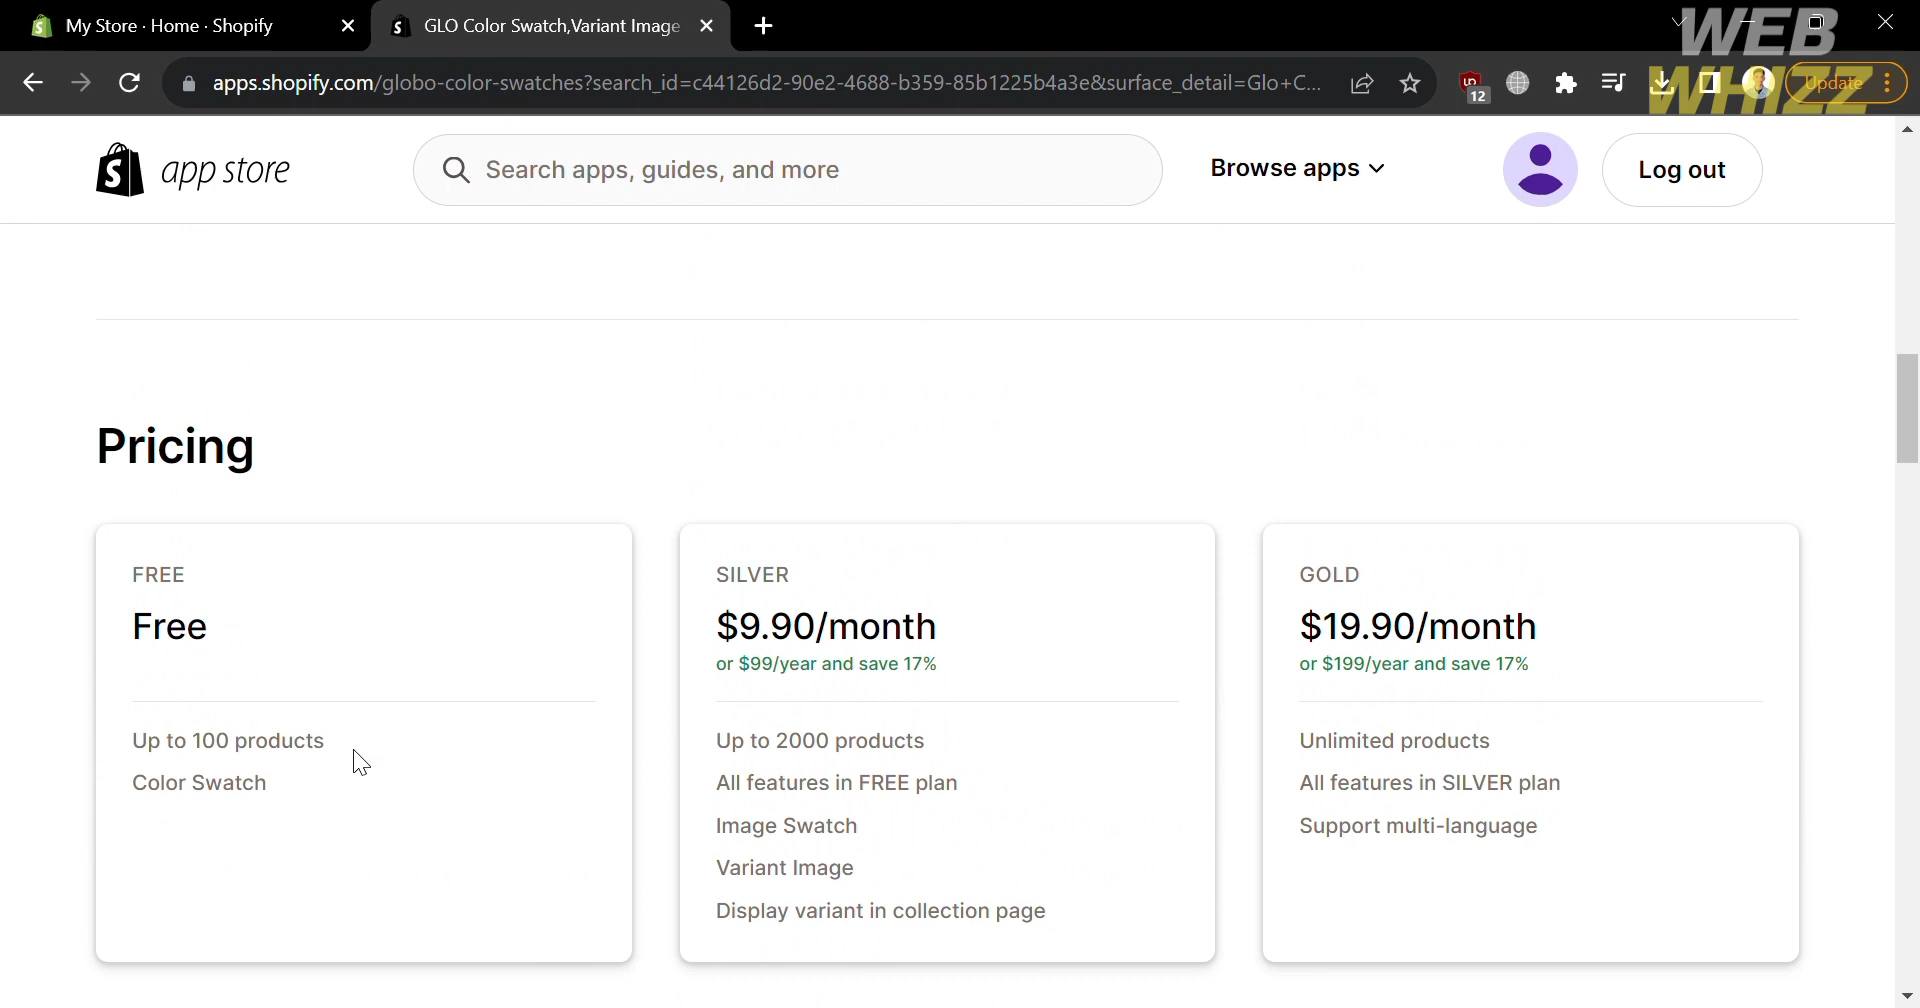 My Store · Home · Shopify
GLO Color Swatch,Variant Image
WEB
WHIZZ
apps.shopify.com/globo-color-swatches?search_id=c44126d2-90e2-4688-b359-85b1225b4a3e&surface_detail=Glo+C...
12
Update
app store
Search apps, guides, and more
Browse apps
Log out
Pricing
FREE
Free
Up to 100 products
Color Swatch
SILVER
$9.90/month
or $99/year and save 17%
Up to 2000 products
All features in FREE plan
Image Swatch
Variant Image
Display variant in collection page
GOLD
$19.90/month
or $199/year and save 17%
Unlimited products
All features in SILVER plan
Support multi-language